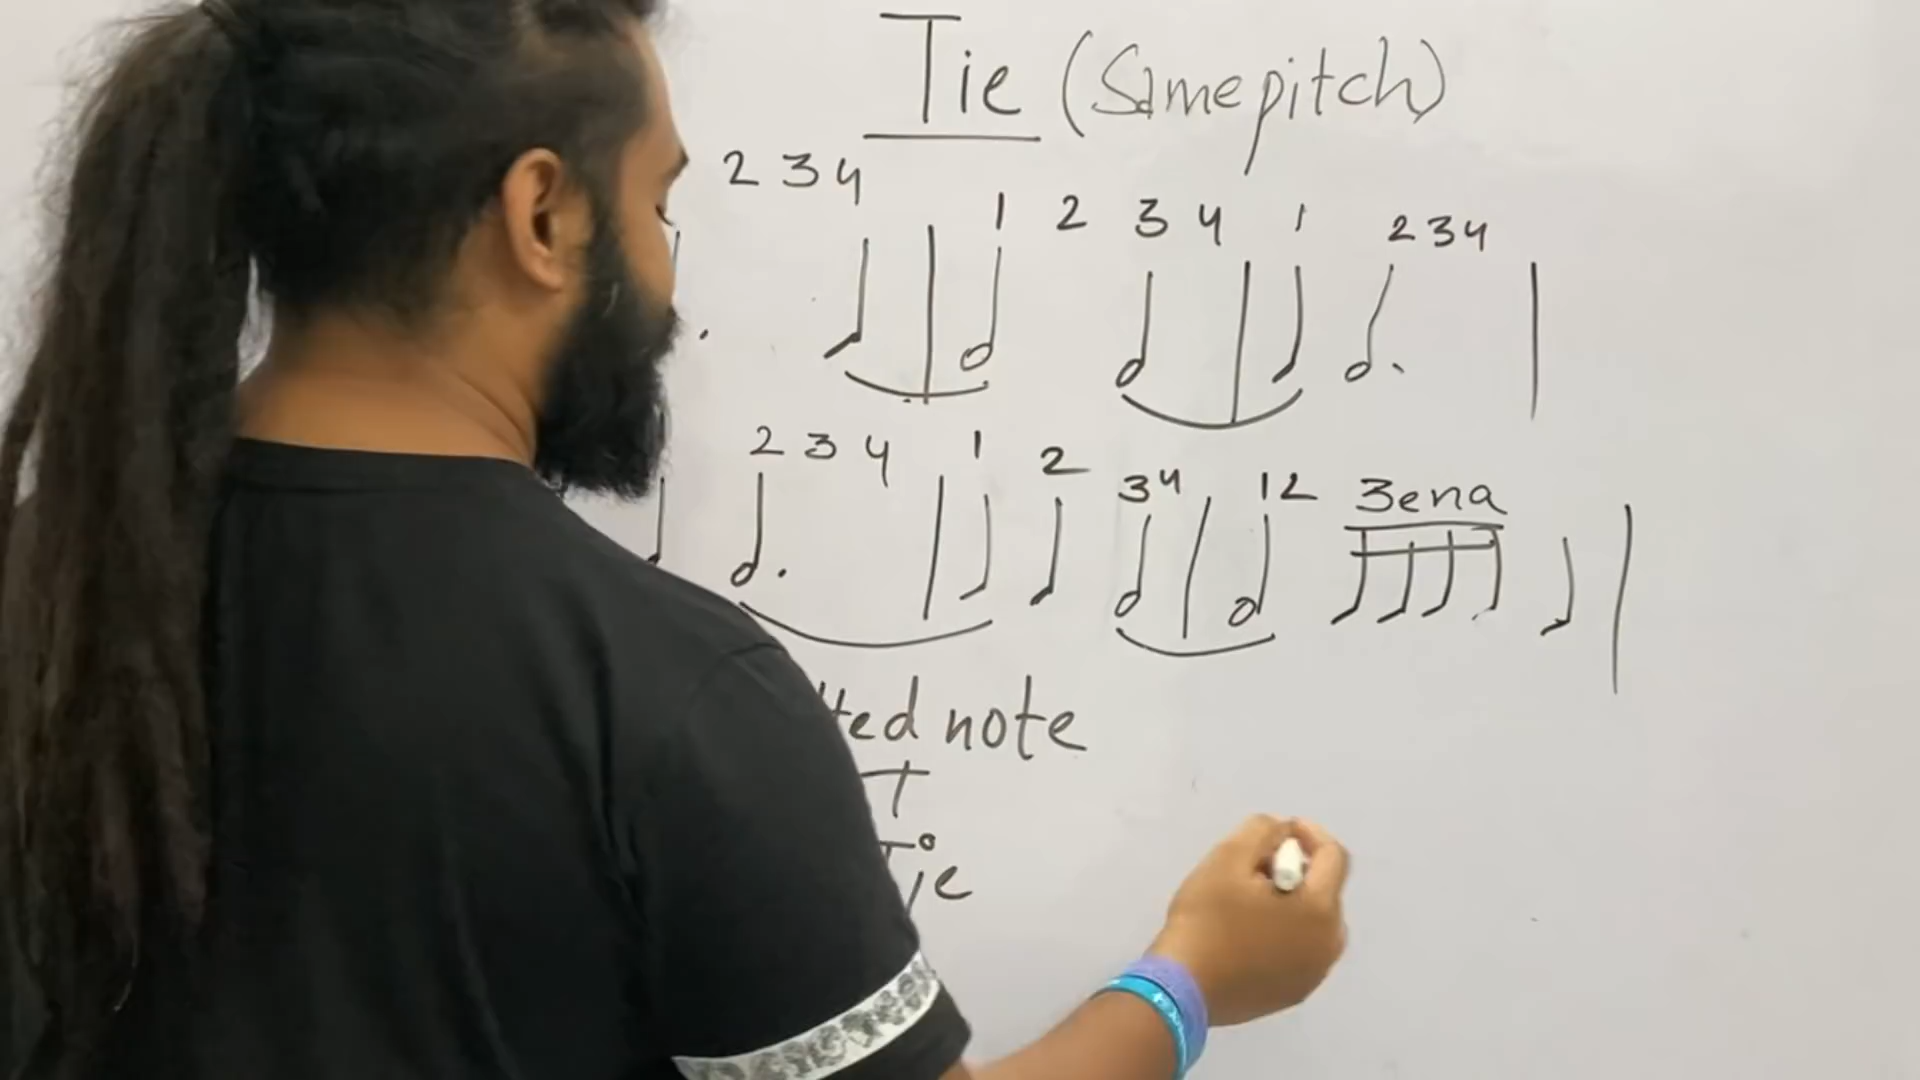 Tie (Same pitch)
2 3 4 1 2 3 4 1 2 3 4
2 3 4 1 2 3 4 1 2 3 e n a
ted note
T
Tie